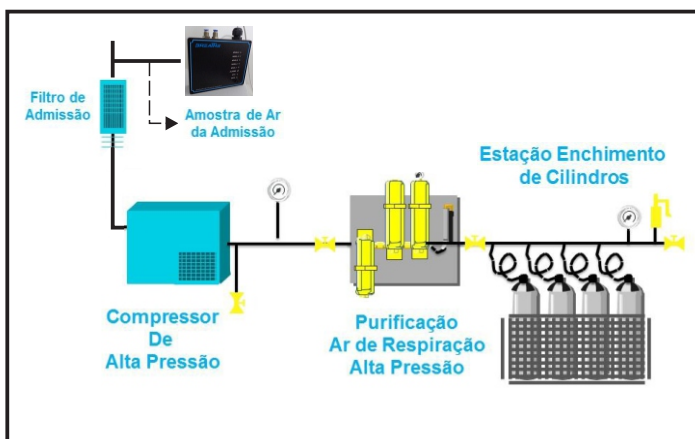 Filtro de
Admissão
Amostra de Ar
da Admissão
Estação Enchimento
de Cilindros
Compressor
De
Alta Pressão
Purificação
Ar de Respiração
Alta Pressão